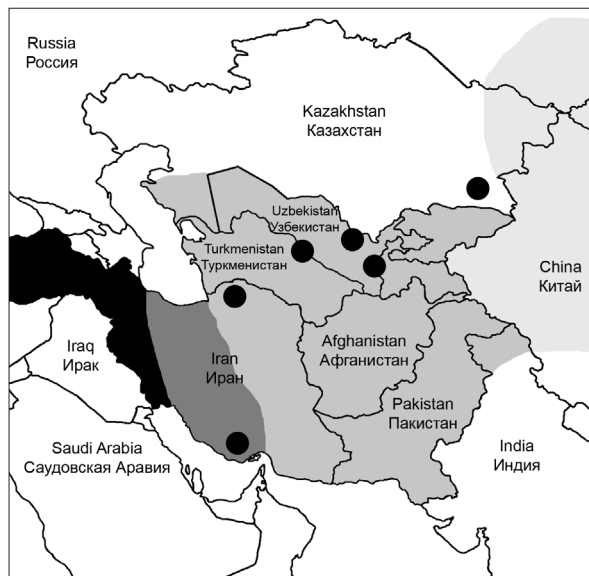 Russia
Россия
Kazakhstan
Казахстан
Uzbekistan
Узбекистан
Turkmenistan
Туркменистан
China
Китай
Iraq
Ирак
Iran
Иран
Afghanistan
Афганистан
Pakistan
Пакистан
Saudi Arabia
Саудовская Аравия
India
Индия